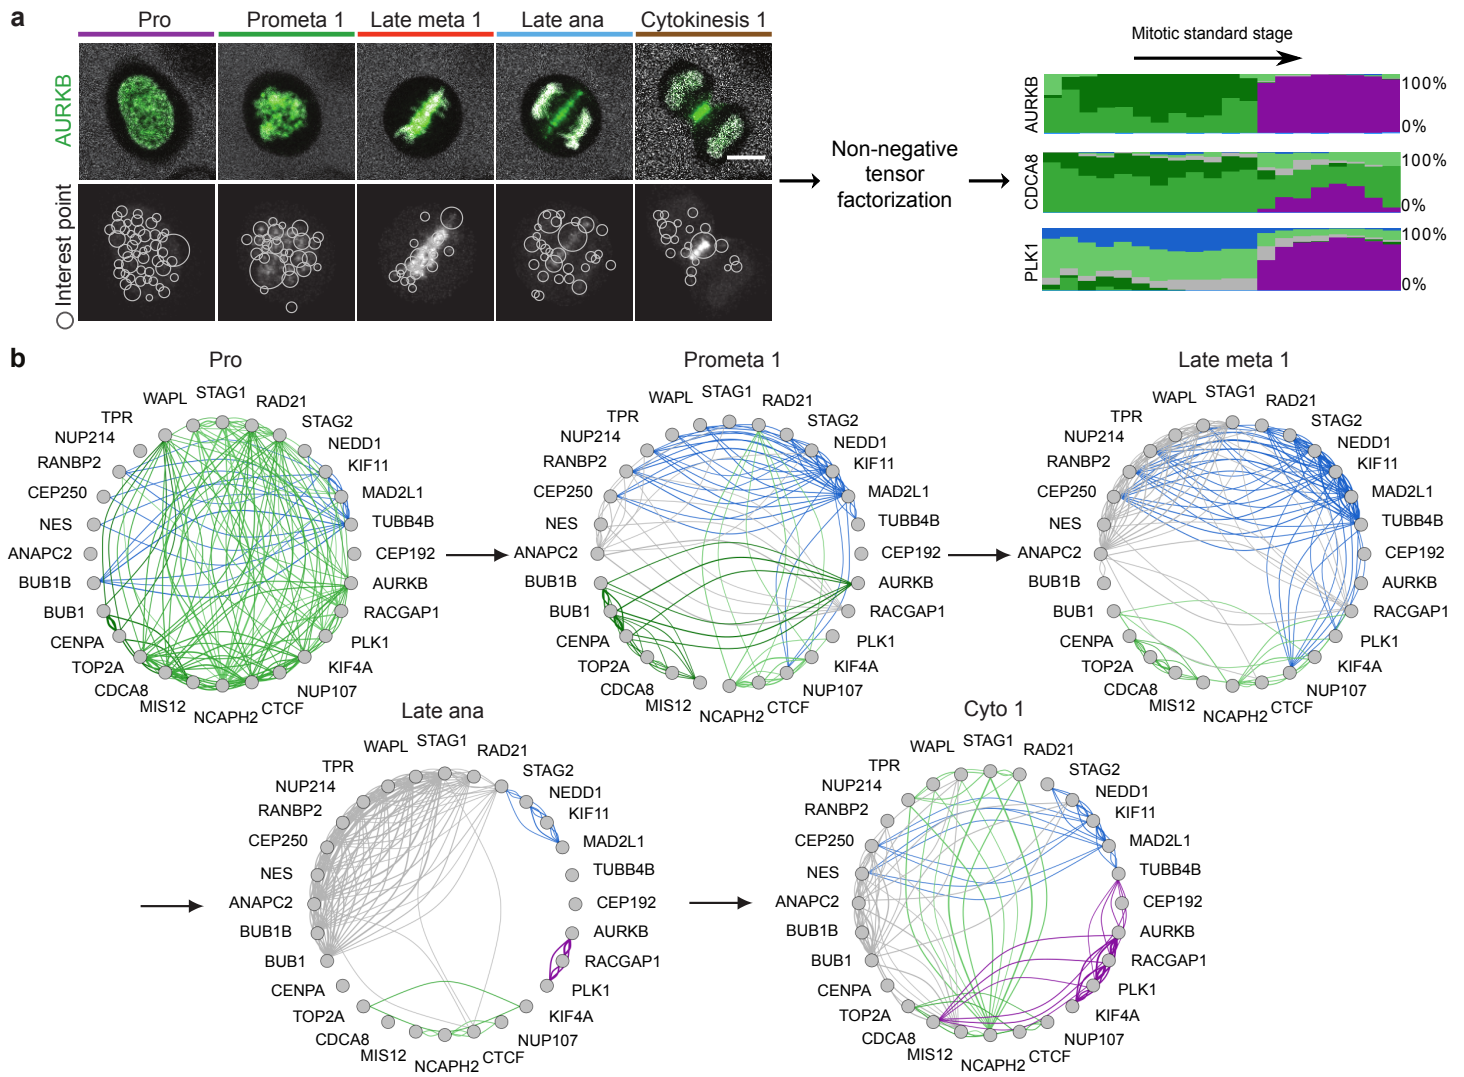 a
Pro
Prometa 1
Late meta 1
Late ana
Cytokinesis 1
AURKB
Interest point
Non-negative
tensor
factorization
Mitotic standard stage
AURKB
100%
0%
CDCA8
100%
0%
PLK1
100%
0%
b
Pro
STAG1
RAD21
STAG2
NEDD1
KIF11
MAD2L1
TUBB4B
CEP192
AURKB
RACGAP1
PLK1
KIF4A
NUP107
CTCF
NCAPH2
MIS12
CDCA8
TOP2A
CENPA
BUB1
BUB1B
ANAPC2
NES
CEP250
RANBP2
NUP214
TPR
WAPL
Prometa 1
STAG1
RAD21
STAG2
NEDD1
KIF11
MAD2L1
TUBB4B
CEP192
AURKB
RACGAP1
PLK1
KIF4A
NUP107
CTCF
NCAPH2
MIS12
CDCA8
TOP2A
CENPA
BUB1
BUB1B
ANAPC2
NES
CEP250
RANBP2
NUP214
TPR
WAPL
Late meta 1
STAG1
RAD21
STAG2
NEDD1
KIF11
MAD2L1
TUBB4B
CEP192
AURKB
RACGAP1
PLK1
KIF4A
NUP107
CTCF
NCAPH2
MIS12
CDCA8
TOP2A
CENPA
BUB1
BUB1B
ANAPC2
NES
CEP250
RANBP2
NUP214
TPR
WAPL
Late ana
STAG1
RAD21
STAG2
NEDD1
KIF11
MAD2L1
TUBB4B
CEP192
AURKB
RACGAP1
PLK1
KIF4A
NUP107
CTCF
NCAPH2
MIS12
CDCA8
TOP2A
CENPA
BUB1
BUB1B
ANAPC2
NES
CEP250
RANBP2
NUP214
TPR
WAPL
Cyto 1
STAG1
RAD21
STAG2
NEDD1
KIF11
MAD2L1
TUBB4B
CEP192
AURKB
RACGAP1
PLK1
KIF4A
NUP107
CTCF
NCAPH2
MIS12
CDCA8
TOP2A
CENPA
BUB1
BUB1B
ANAPC2
NES
CEP250
RANBP2
NUP214
TPR
WAPL